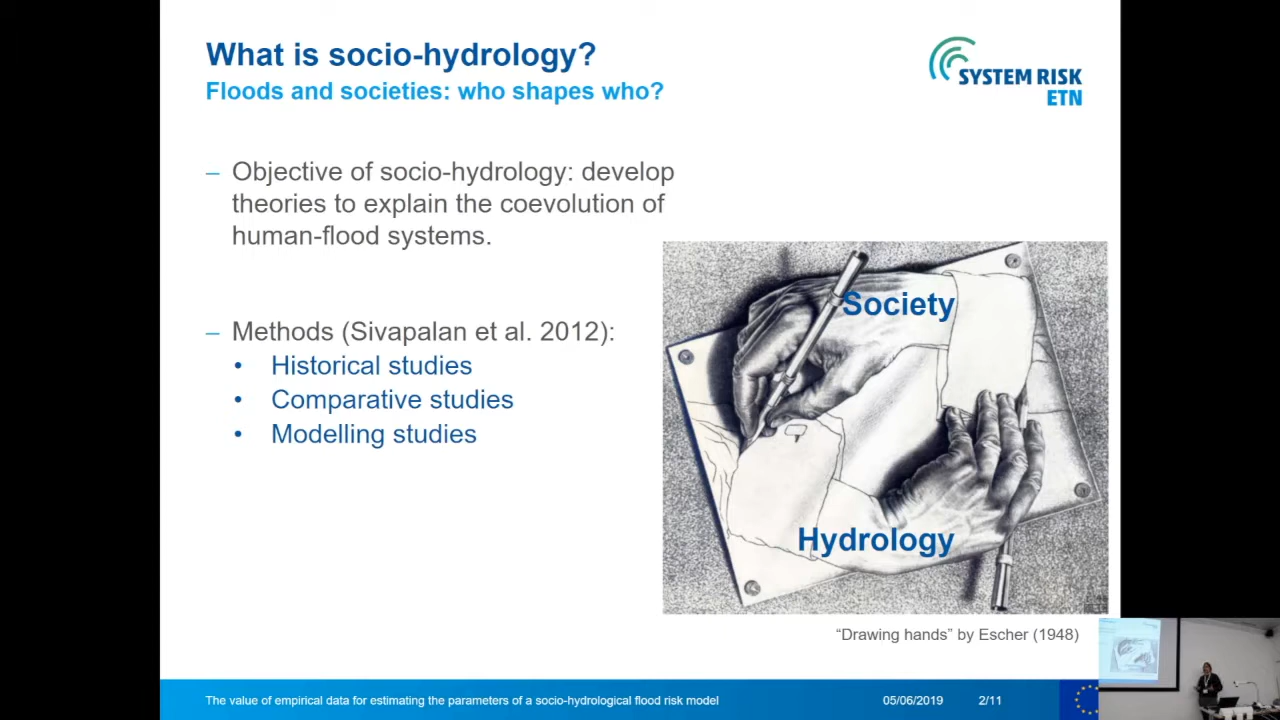 What is socio-hydrology?
Floods and societies: who shapes who?
SYSTEM RISK
ETN
– Objective of socio-hydrology: develop
theories to explain the coevolution of
human-flood systems.
– Methods (Sivapalan et al. 2012):
• Historical studies
• Comparative studies
• Modelling studies
Society
Hydrology
“Drawing hands” by Escher (1948)
The value of empirical data for estimating the parameters of a socio-hydrological flood risk model
05/06/2019
2/11